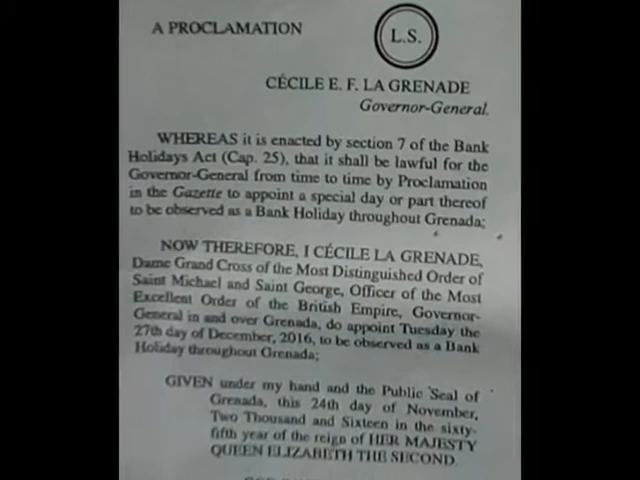 A PROCLAMATION
L.S.
CÉCILE E. F. LA GRENADE
Governor-General.
WHEREAS it is enacted by section 7 of the Bank
Holidays Act (Cap. 25), that it shall be lawful for the
Governor-General from time to time by Proclamation
in the Gazette to appoint a special day or part thereof
to be observed as a Bank Holiday throughout Grenada;
NOW THEREFORE, I CÉCILE LA GRENADE,
Dame Grand Cross of the Most Distinguished Order of
Saint Michael and Saint George, Officer of the Most
Excellent Order of the British Empire, Governor-
General in and over Grenada, do appoint Tuesday the
27th day of December, 2016, to be observed as a Bank
Holiday throughout Grenada;
GIVEN under my hand and the Public Seal of
Grenada, this 24th day of November,
Two Thousand and Sixteen in the sixty-
fifth year of the reign of HER MAJESTY
QUEEN ELIZABETH THE SECOND.